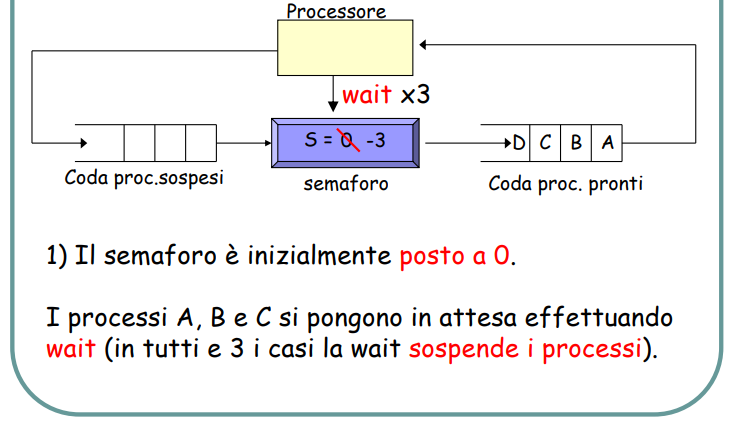 Processore
wait x3
S = 0 -3
D C B A
Coda proc.sospesi
semaforo
Coda proc. pronti
1) Il semaforo è inizialmente posto a 0.
I processi A, B e C si pongono in attesa effettuando
wait (in tutti e 3 i casi la wait sospende i processi).